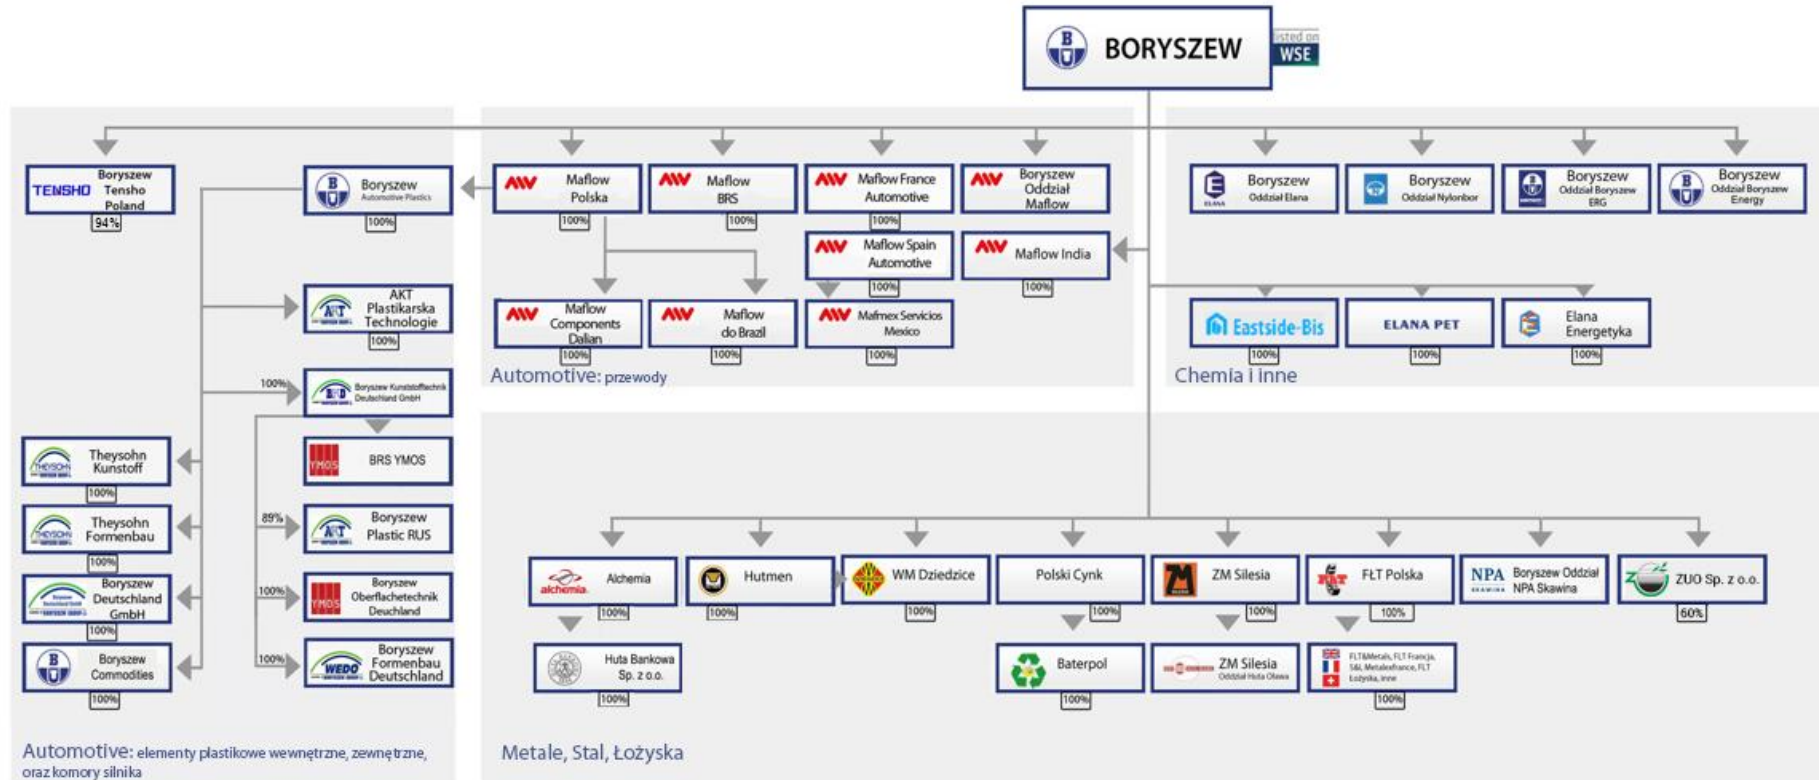 BORYSZEW
listed on
WSE
TENSHO
Boryszew
Tensho
Poland
94%
Boryszew
Automotive Plastics
100%
AKT
Plastikarska
Technologie
100%
100%
Boryszew Kunststofftechnik
Deutschland GmbH
Theysohn
Kunstoff
100%
YMOS
BRS YMOS
Theysohn
Formenbau
100%
89%
Boryszew
Plastic RUS
Boryszew
Deutschland
GmbH
100%
100%
YMOS
Boryszew
Oberflachetechnik
Deuchland
Boryszew
Commodities
100%
100%
WEDO
Boryszew
Formenbau
Deutschland
Automotive: elementy plastikowe wewnętrzne, zewnętrzne,
oraz komory silnika
Maflow
Polska
100%
Maflow
BRS
100%
Maflow France
Automotive
100%
Boryszew
Oddział
Maflow
Maflow Spain
Automotive
100%
Maflow India
100%
Maflow
Components
Dalian
100%
Maflow
do Brazil
100%
Mafmex Servicios
Mexico
100%
Automotive: przewody
ELANA
Boryszew
Oddział Elana
Boryszew
Oddział Nylonbor
Boryszew
Oddział Boryszew
ERG
Boryszew
Oddział Boryszew
Energy
Eastside-Bis
100%
ELANA PET
100%
Elana
Energetyka
100%
Chemia i inne
alchemia
Alchemia
100%
Hutmen
100%
WM Dziedzice
100%
Polski Cynk
100%
ZM Silesia
100%
FŁT Polska
100%
NPA
SKAWINA
Boryszew Oddział
NPA Skawina
ZUO Sp. z o.o.
60%
Huta Bankowa
Sp. z o.o.
100%
Baterpol
100%
ZM Silesia
Oddział Huta Oława
FLT&Metals, FLT Francja,
S&I, Metalexfrance, FLT
Łożyska, inne
100%
Metale, Stal, Łożyska